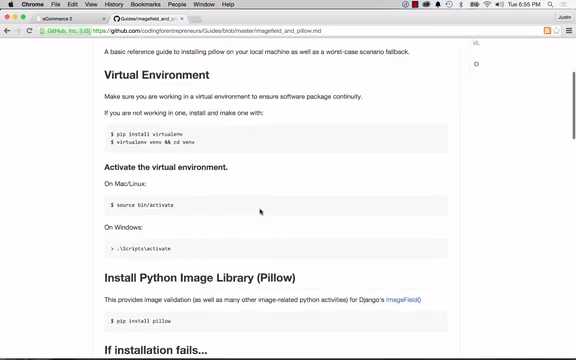 Chrome File Edit View History Bookmarks People Window Help
Tue 6:55 PM
eCommerce 2
Guides/imagefield_and_p
Justin
GitHub, Inc. [US]
https://github.com/codingforentrepreneurs/Guides/blob/master/imagefield_and_pillow.md
A basic reference guide to installing pillow on your local machine as well as a worst-case scenario fallback.
Virtual Environment
Make sure you are working in a virtual environment to ensure software package continuity.
If you are not working in one, install and make one with:
$ pip install virtualenv
$ virtualenv venv && cd venv
Activate the virtual environment.
On Mac/Linux:
$ source bin/activate
On Windows:
> .\Scripts\activate
Install Python Image Library (Pillow)
This provides image validation (as well as many other image-related python activities) for Django's ImageField()
$ pip install pillow
If installation fails...